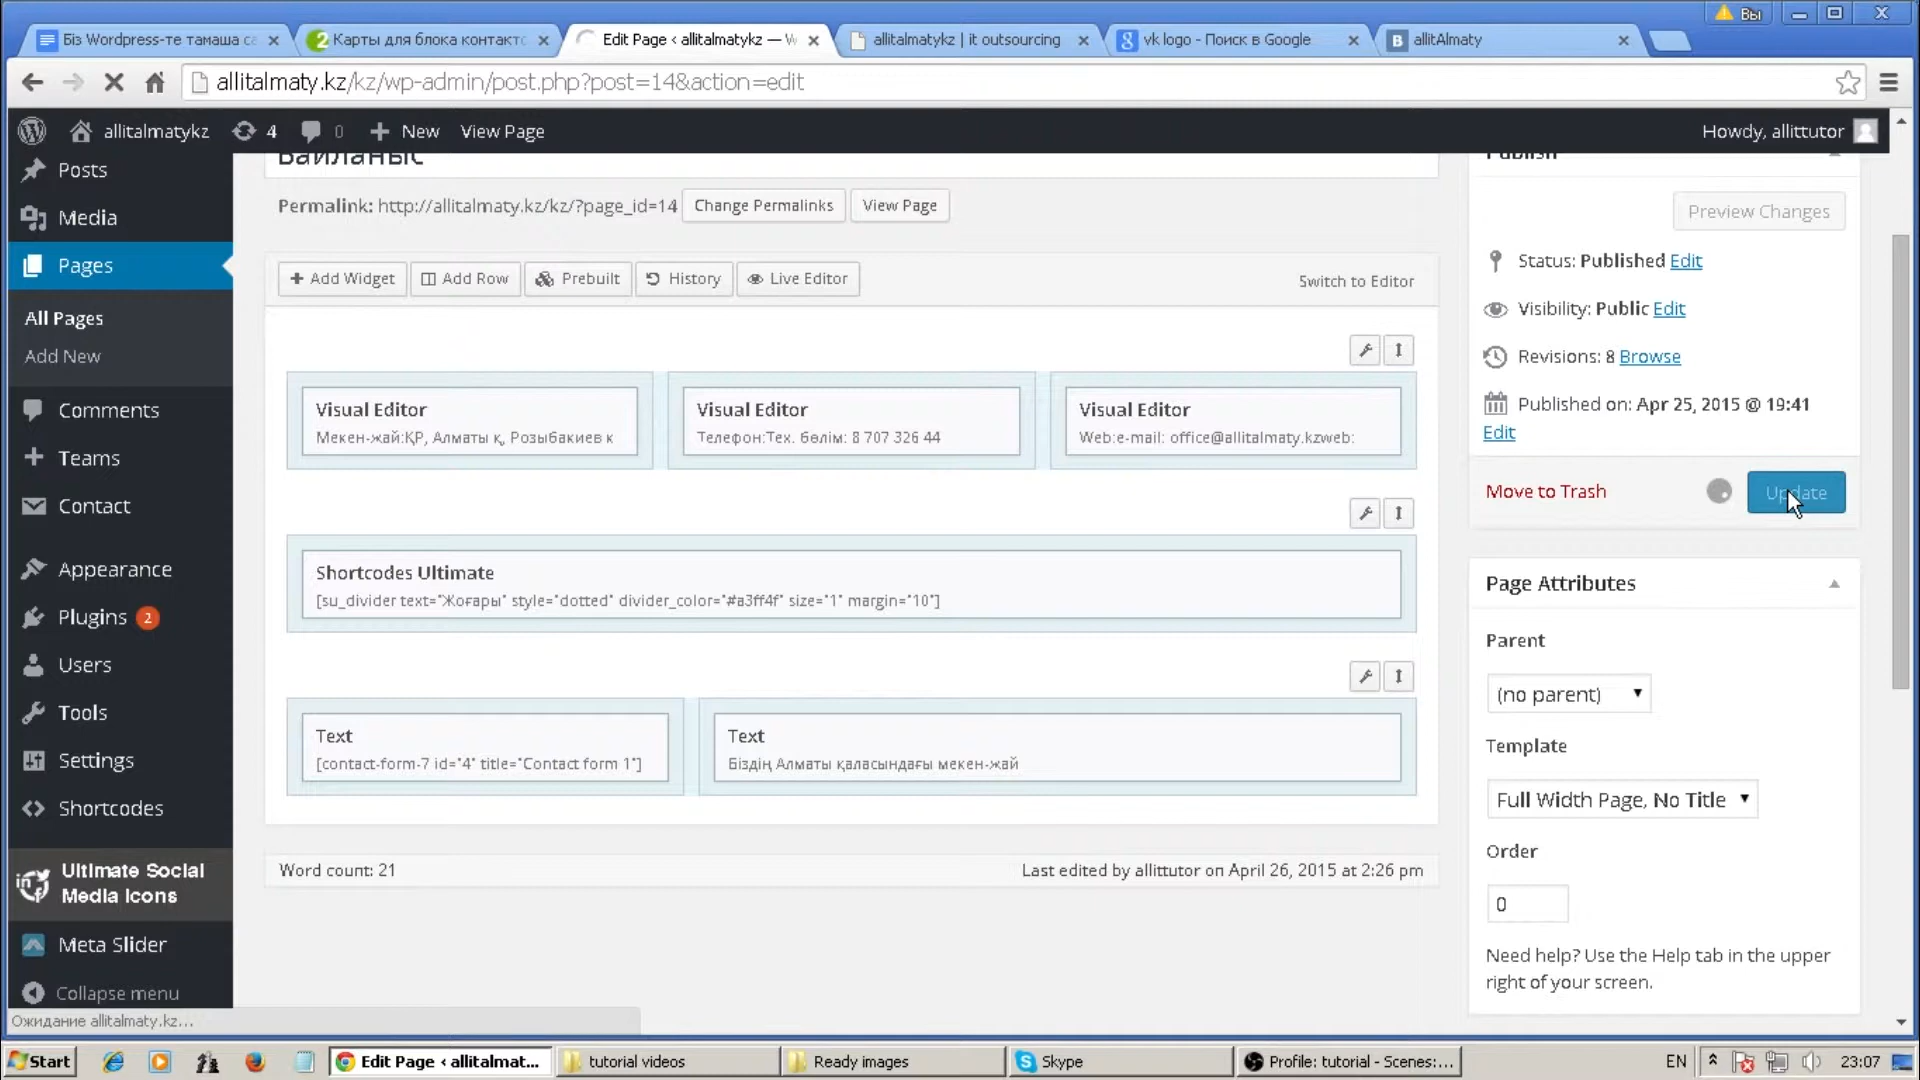 Вы
Біз Wordpress-те тамаша са
Карты для блока контакто
Edit Page ‹ allitalmatykz — W
allitalmatykz | it outsourcing
vk logo - Поиск в Google
allitAlmaty
allitalmaty.kz/kz/wp-admin/post.php?post=14&action=edit
allitalmatykz
4
0
New
View Page
Howdy, allittutor
Posts
Media
Pages
All Pages
Add New
Comments
Teams
Contact
Appearance
Plugins 2
Users
Tools
Settings
Shortcodes
Ultimate Social
Media Icons
Meta Slider
Collapse menu
Байланыс
Permalink: http://allitalmaty.kz/kz/?page_id=14
Change Permalinks
View Page
Add Widget
Add Row
Prebuilt
History
Live Editor
Switch to Editor
Visual Editor
Мекен-жай:ҚР, Алматы қ, Розыбакиев к
Visual Editor
Телефон:Тех. бөлім: 8 707 326 44
Visual Editor
Web:e-mail: office@allitalmaty.kzweb:
Shortcodes Ultimate
[su_divider text="Жоғары" style="dotted" divider_color="#a3ff4f" size="1" margin="10"]
Text
[contact-form-7 id="4" title="Contact form 1"]
Text
Біздің Алматы қаласындағы мекен-жай
Word count: 21
Last edited by allittutor on April 26, 2015 at 2:26 pm
Publish
Preview Changes
Status: Published Edit
Visibility: Public Edit
Revisions: 8 Browse
Published on: Apr 25, 2015 @ 19:41
Edit
Move to Trash
Update
Page Attributes
Parent
(no parent)
Template
Full Width Page, No Title
Order
0
Need help? Use the Help tab in the upper
right of your screen.
Ожидание allitalmaty.kz...
Start
Edit Page ‹ allitalmat...
tutorial videos
Ready images
Skype
Profile: tutorial - Scenes:...
EN
23:07